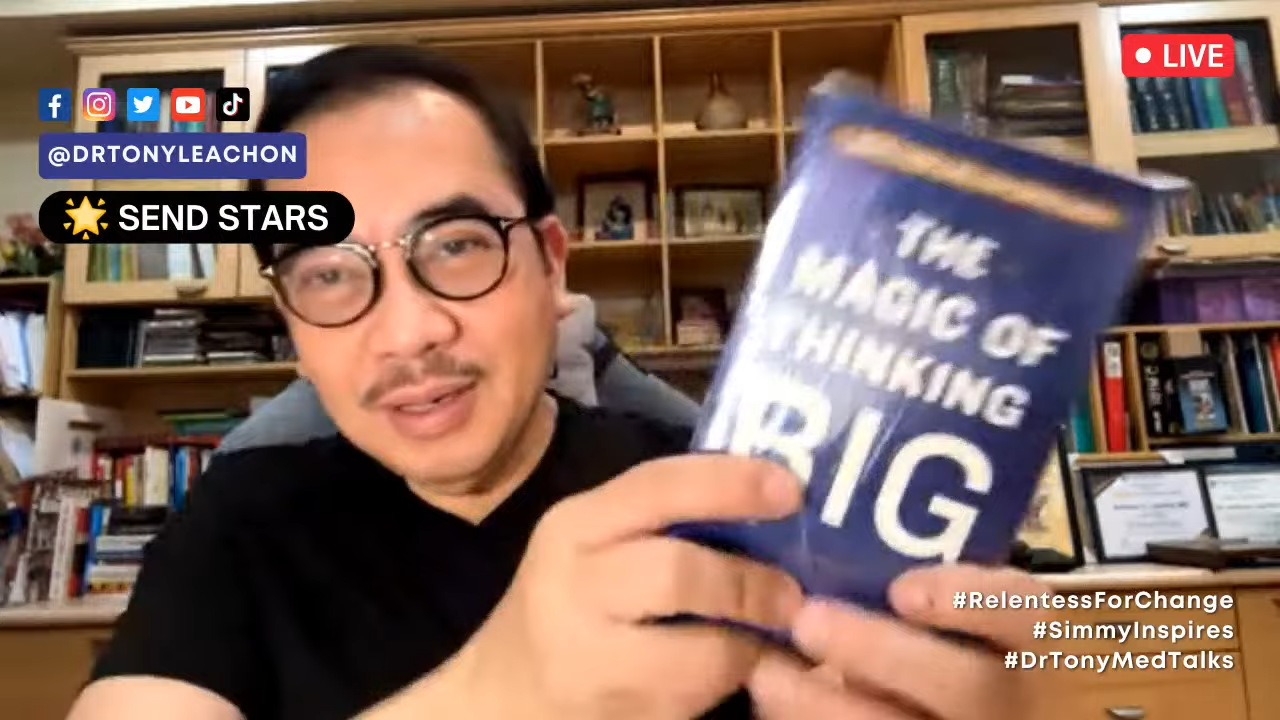 LIVE
@DRTONYLEACHON
SEND STARS
THE
MAGIC OF
THINKING
BIG
#RelentessForChange
#SimmyInspires
#DrTonyMedTalks